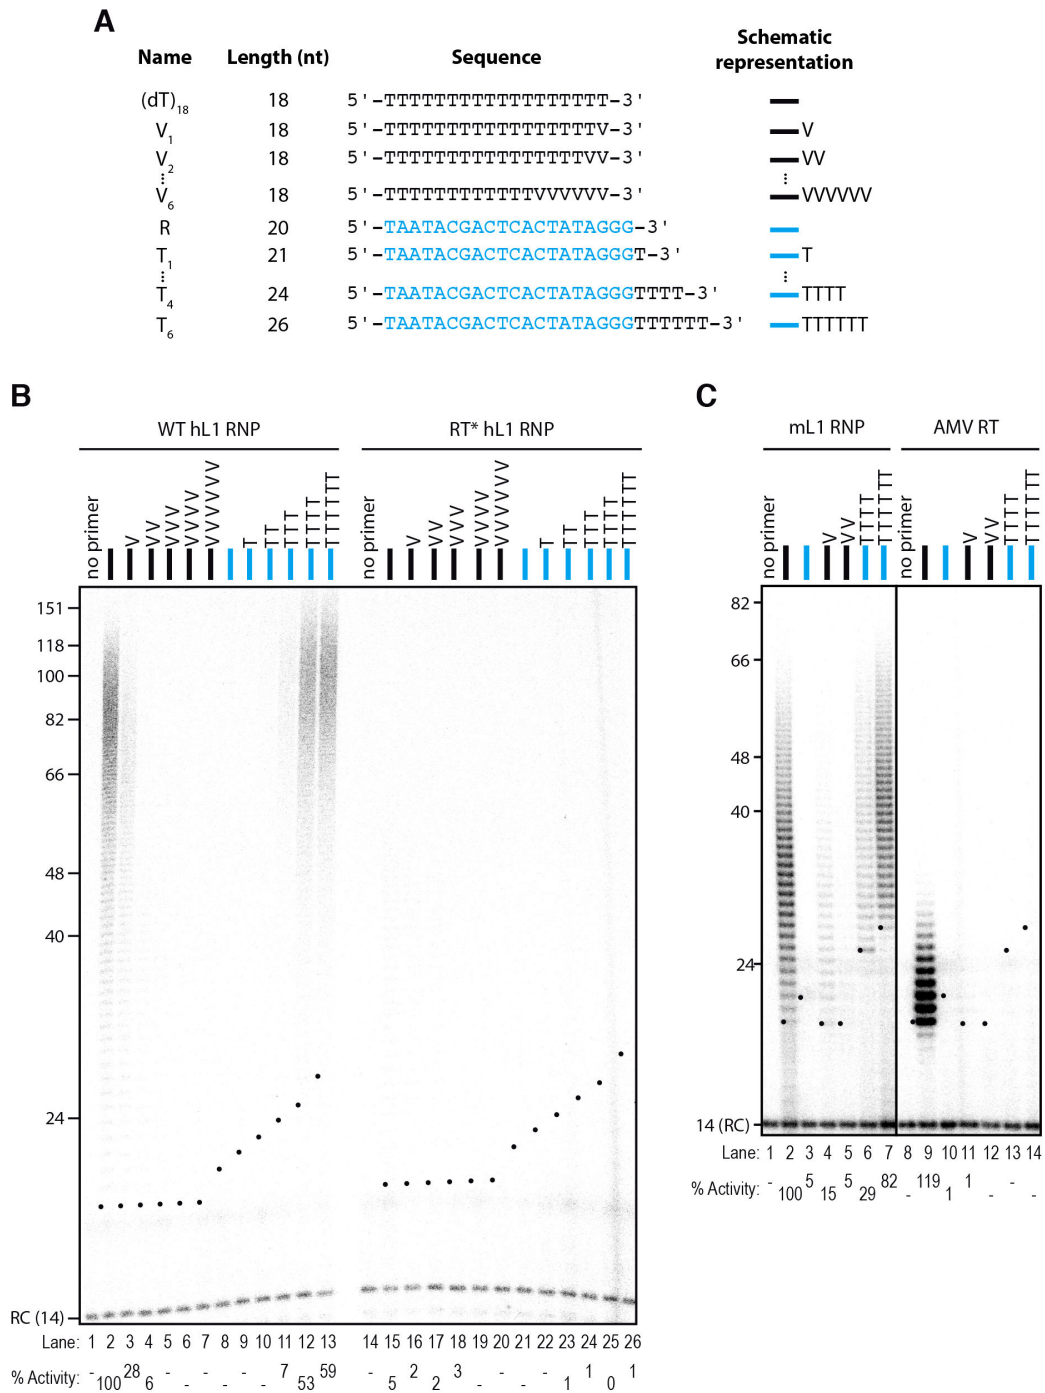 A
Name Length (nt) Sequence Schematic representation
(dT)18 18 5'-TTTTTTTTTTTTTTTTTT-3'
V1 18 5'-TTTTTTTTTTTTTTTTTV-3' V
V2 18 5'-TTTTTTTTTTTTTTTTVV-3' VV
⋮ ⋮
V6 18 5'-TTTTTTTTTTTTVVVVVV-3' VVVVVV
R 20 5'-TAATACGACTCACTATAGGG-3'
T1 21 5'-TAATACGACTCACTATAGGGT-3' T
⋮ ⋮
T4 24 5'-TAATACGACTCACTATAGGGTTTT-3' TTTT
T6 26 5'-TAATACGACTCACTATAGGGTTTTTT-3' TTTTTT
B
WT hL1 RNP RT* hL1 RNP
no primer V VV VVV VVVV VVVVVV T TT TTT TTTT TTTTTT
no primer V VV VVV VVVV VVVVVV T TT TTT TTTT TTTTTT
151
118
100
82
66
48
40
24
RC (14)
Lane: 1 2 3 4 5 6 7 8 9 10 11 12 13 14 15 16 17 18 19 20 21 22 23 24 25 26
% Activity: - 100 28 6 - - - - - - 7 53 59 - 5 2 2 3 - - - - 1 1 0 1
C
mL1 RNP AMV RT
no primer V VV TTTT TTTTTT
no primer V VV TTTT TTTT
82
66
48
40
24
14 (RC)
Lane: 1 2 3 4 5 6 7 8 9 10 11 12 13 14
% Activity: - 100 5 15 5 29 82 - 119 1 1 - - -